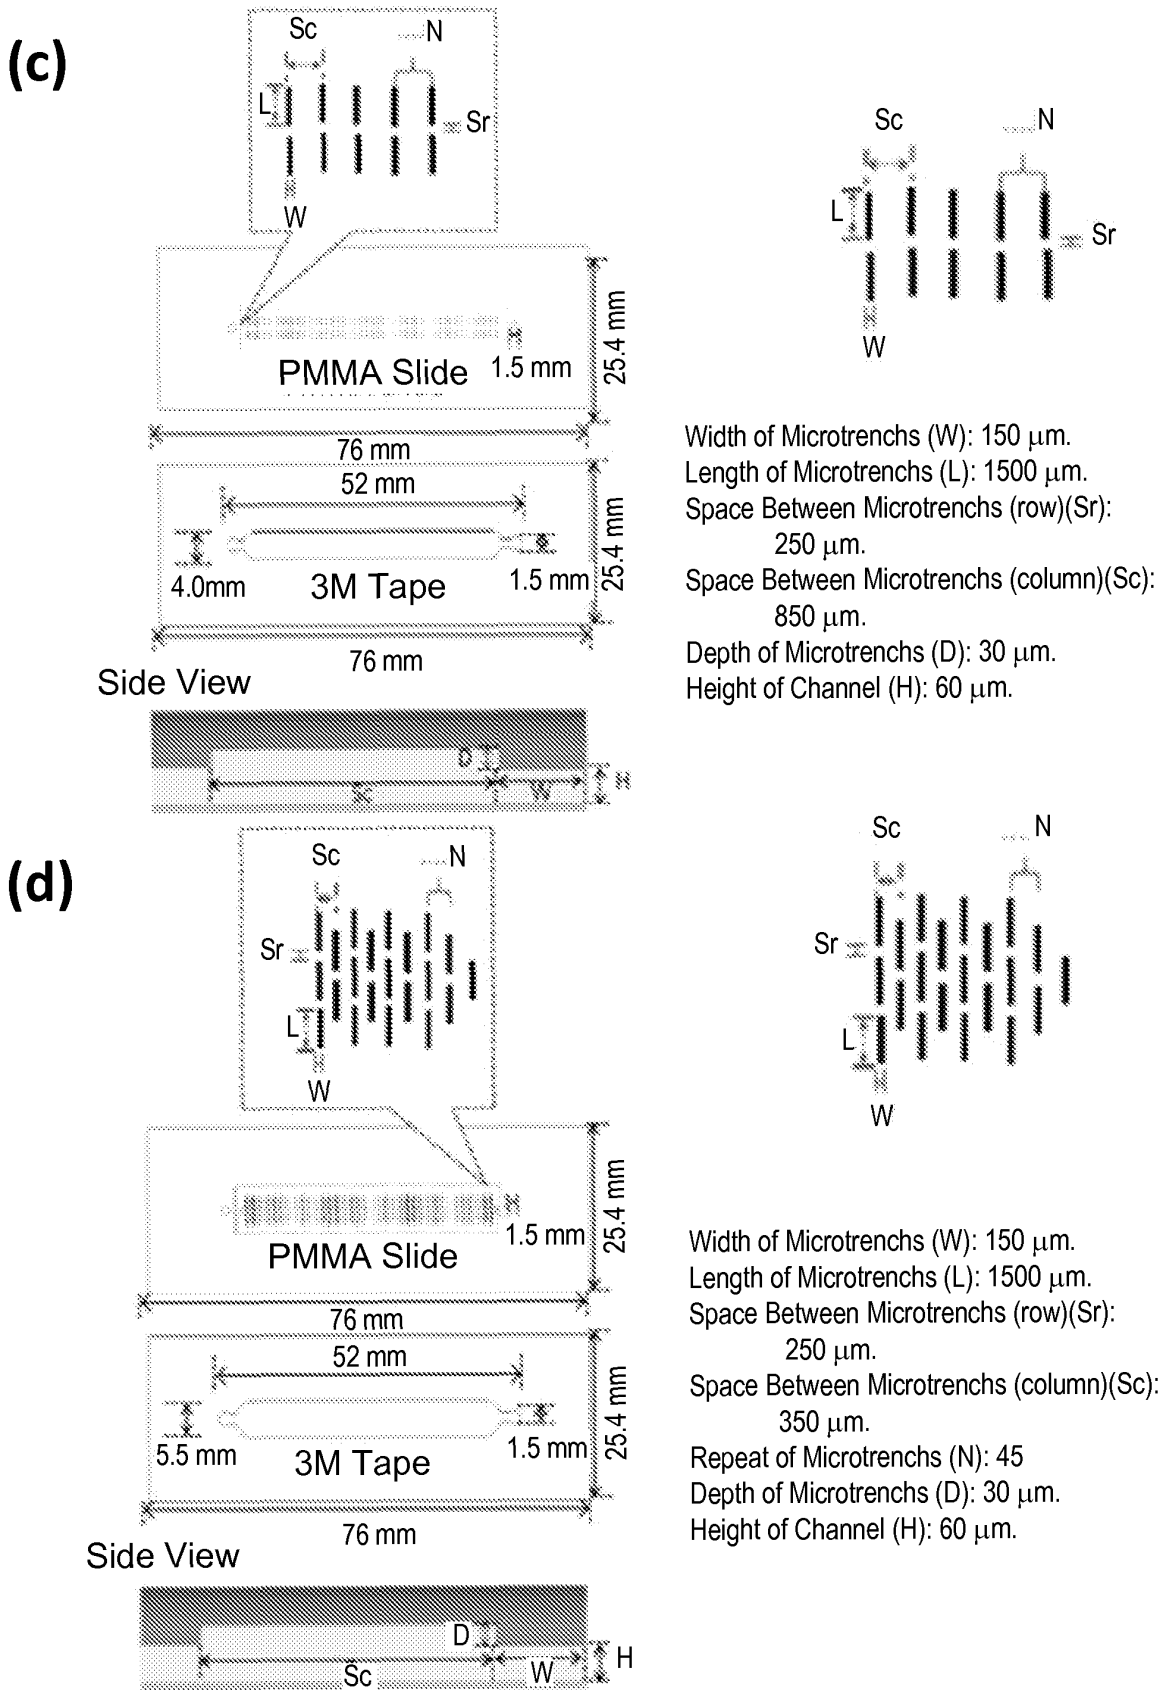 (c)
Sc
N
L
Sr
W
PMMA Slide
1.5 mm
25.4 mm
76 mm
52 mm
4.0mm
3M Tape
1.5 mm
25.4 mm
76 mm
Side View
D
Sc
W
H
Sc
N
L
Sr
W
Width of Microtrenchs (W): 150 µm.
Length of Microtrenchs (L): 1500 µm.
Space Between Microtrenchs (row)(Sr):
250 µm.
Space Between Microtrenchs (column)(Sc):
850 µm.
Depth of Microtrenchs (D): 30 µm.
Height of Channel (H): 60 µm.
(d)
Sc
N
Sr
L
W
PMMA Slide
1.5 mm
25.4 mm
76 mm
52 mm
5.5 mm
3M Tape
1.5 mm
25.4 mm
76 mm
Side View
D
Sc
W
H
Sc
N
Sr
L
W
Width of Microtrenchs (W): 150 µm.
Length of Microtrenchs (L): 1500 µm.
Space Between Microtrenchs (row)(Sr):
250 µm.
Space Between Microtrenchs (column)(Sc):
350 µm.
Repeat of Microtrenchs (N): 45
Depth of Microtrenchs (D): 30 µm.
Height of Channel (H): 60 µm.